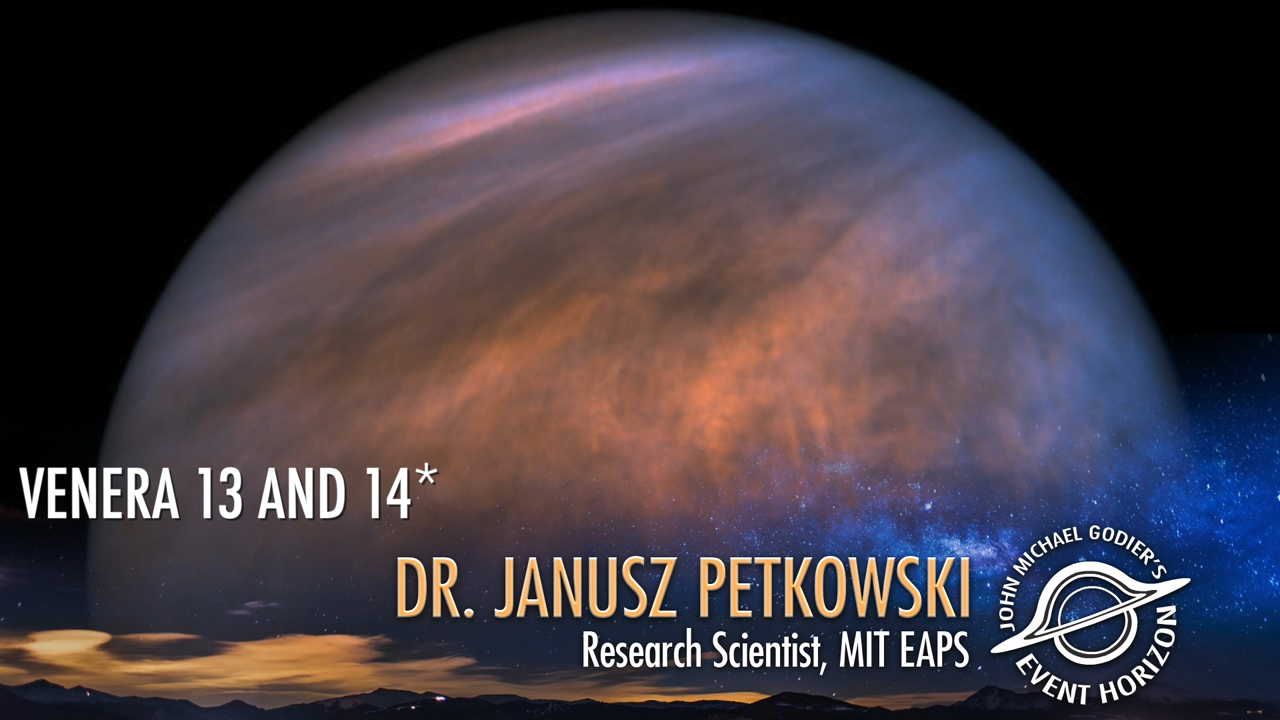 VENERA 13 AND 14*
DR. JANUSZ PETKOWSKI
Research Scientist, MIT EAPS
JOHN MICHAEL GODIER'S
EVENT HORIZON